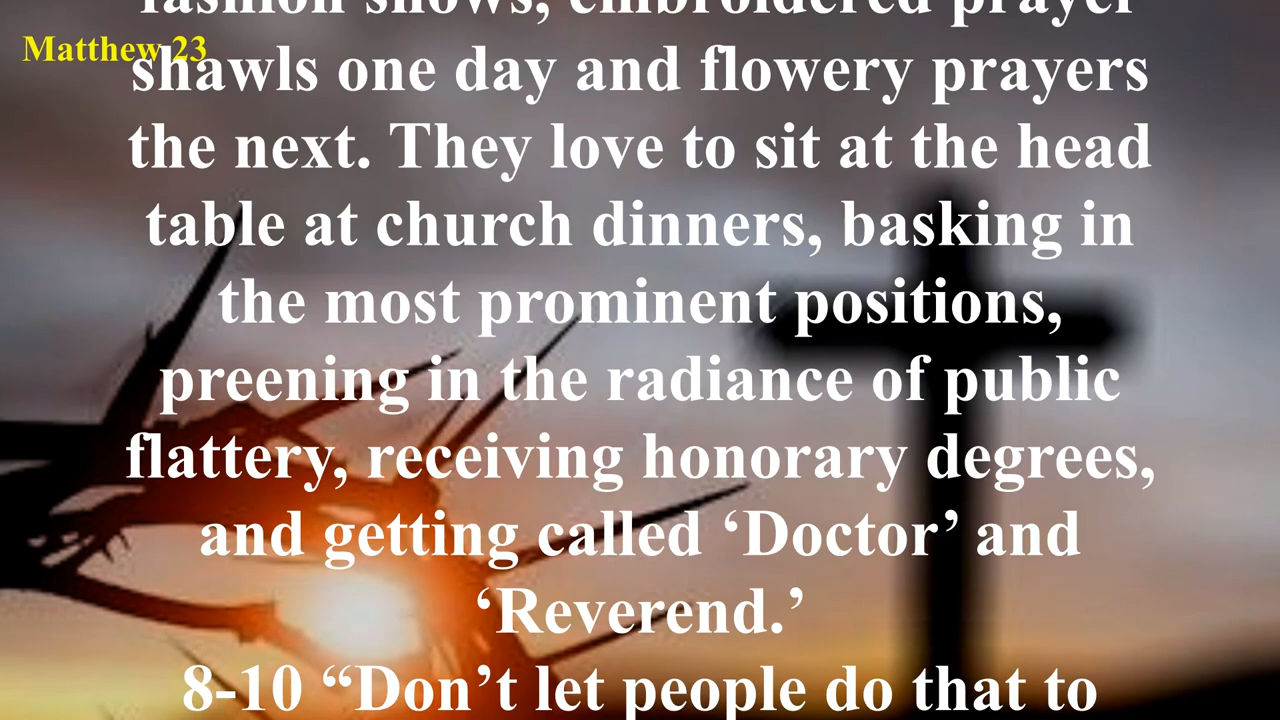 fashion shows, embroidered prayer
Matthew 23
shawls one day and flowery prayers
the next. They love to sit at the head
table at church dinners, basking in
the most prominent positions,
preening in the radiance of public
flattery, receiving honorary degrees,
and getting called ‘Doctor’ and
‘Reverend.’
8-10 “Don’t let people do that to